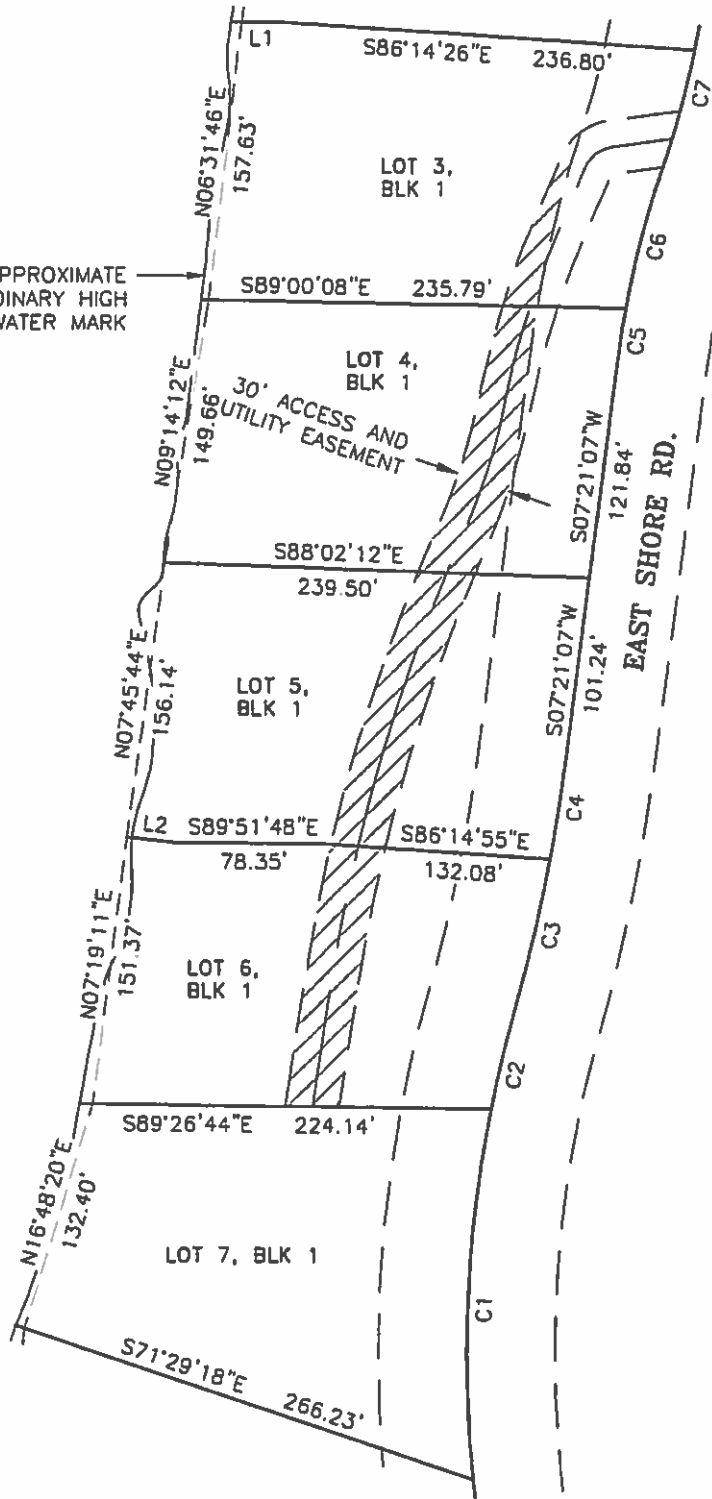 L1
S86°14'26"E 236.80'
C7
N06°31'46"E
157.63'
LOT 3,
BLK 1
C6
PPROXIMATE
DINARY HIGH
WATER MARK
S89°00'08"E 235.79'
C5
LOT 4,
BLK 1
N09°14'12"E
149.66'
30' ACCESS AND
UTILITY EASEMENT
S07°21'07"W
121.84'
EAST SHORE RD.
S88°02'12"E
239.50'
S07°21'07"W
101.24'
N07°45'44"E
156.14'
LOT 5,
BLK 1
C4
L2 S89°51'48"E
78.35'
S86°14'55"E
132.08'
C3
N07°19'11"E
151.37'
LOT 6,
BLK 1
C2
S89°26'44"E 224.14'
N16°48'20"E
132.40'
LOT 7, BLK 1
C1
S71°29'18"E
266.23'